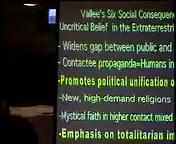 Vallee's Six Social Consequenc
Uncritical Belief in the Extraterrestri
-Widens gap between public and
-Contactee propaganda=Humans in
-Promotes political unification o
-New, high-demand religions
-Mystical faith in higher contact mixed
-Emphasis on totalitarian im